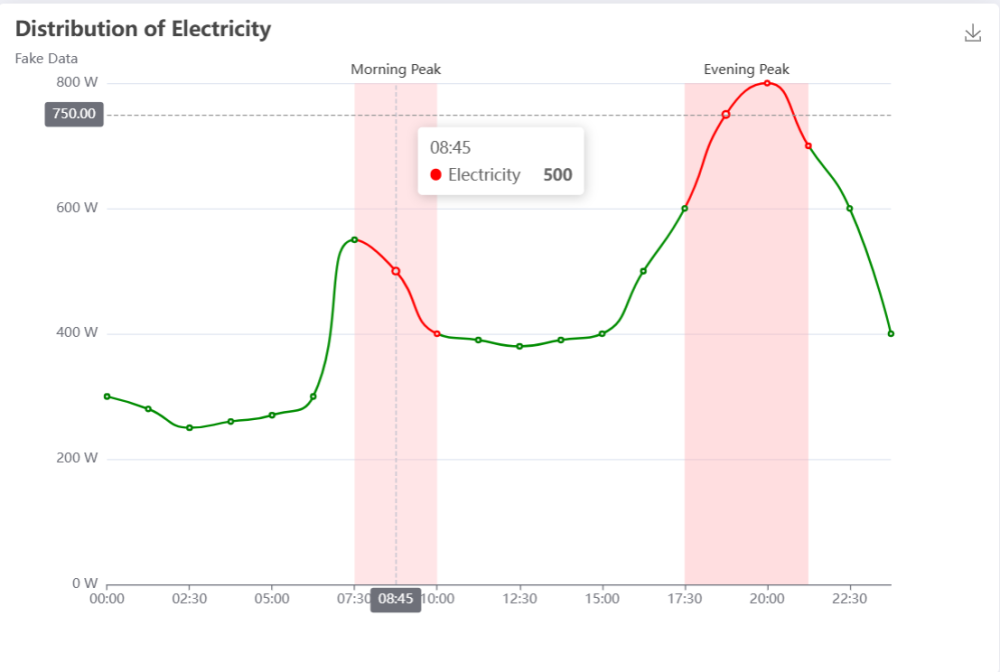 Distribution of Electricity
Fake Data
Morning Peak
Evening Peak
800 W
750.00
08:45
Electricity 500
600 W
400 W
200 W
0 W
00:00 02:30 05:00 07:30 08:45 10:00 12:30 15:00 17:30 20:00 22:30